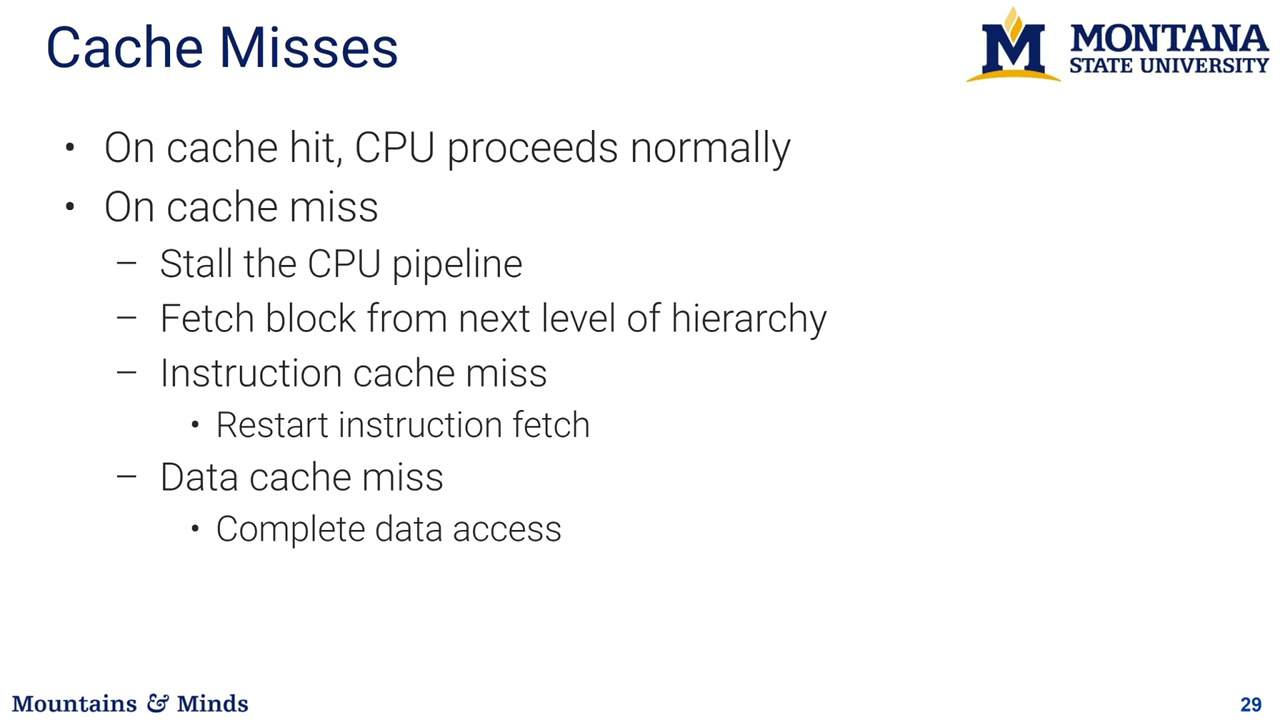 Cache Misses
M MONTANA
STATE UNIVERSITY
• On cache hit, CPU proceeds normally
• On cache miss
– Stall the CPU pipeline
– Fetch block from next level of hierarchy
– Instruction cache miss
• Restart instruction fetch
– Data cache miss
• Complete data access
Mountains & Minds
29